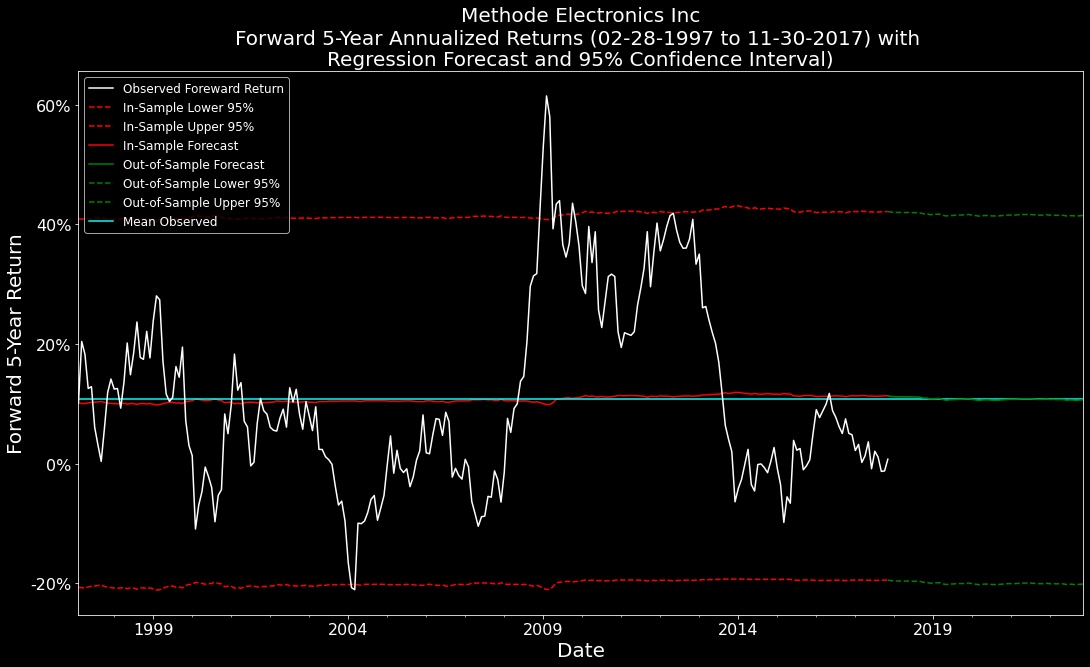 Methode Electronics Inc
Forward 5-Year Annualized Returns (02-28-1997 to 11-30-2017) with
Regression Forecast and 95% Confidence Interval)
Observed Foreward Return
In-Sample Lower 95%
In-Sample Upper 95%
In-Sample Forecast
Out-of-Sample Forecast
Out-of-Sample Lower 95%
Out-of-Sample Upper 95%
Mean Observed
Forward 5-Year Return
60%
40%
20%
0%
-20%
1999
2004
2009
2014
2019
Date